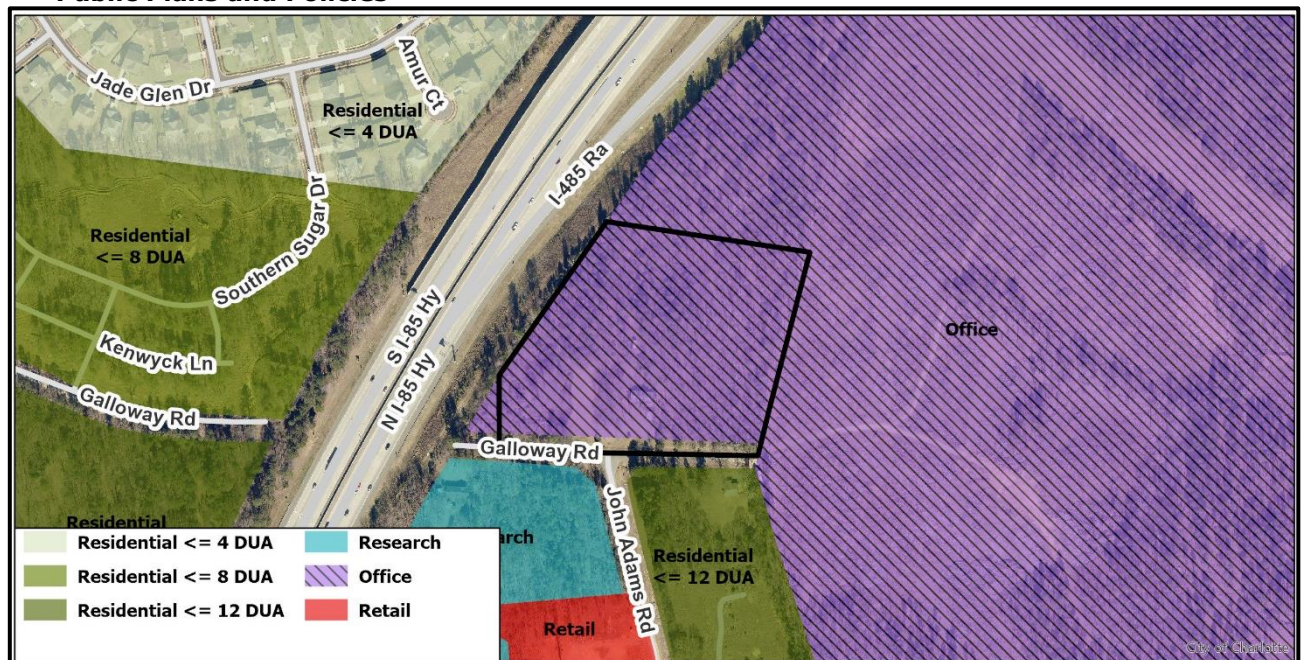 Public Plans and Policies
Jade Glen Dr
Amur Ct
Residential
<= 4 DUA
I-485 Ra
Residential
<= 8 DUA
Southern Sugar Dr
S I-85 Hy
Office
Kenwyck Ln
N I-85 Hy
Galloway Rd
Galloway Rd
John Adams Rd
Residential
Residential
<= 12 DUA
Residential <= 4 DUA
Residential <= 8 DUA
Residential <= 12 DUA
Research
Office
Retail
arch
Retail
City of Charlotte